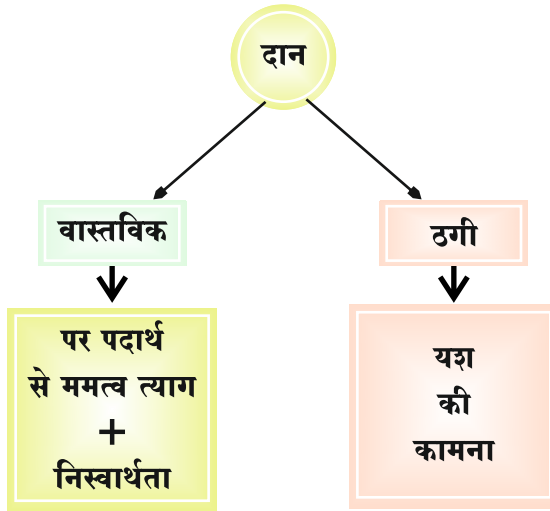 दान
वास्तविक
ठगी
पर पदार्थ
से ममत्व त्याग
+
निस्वार्थता
यश
की
कामना